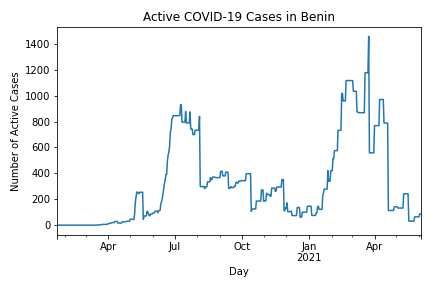 Active COVID-19 Cases in Benin
Number of Active Cases
1400
1200
1000
800
600
400
200
0
Apr
Jul
Oct
Jan
2021
Apr
Day